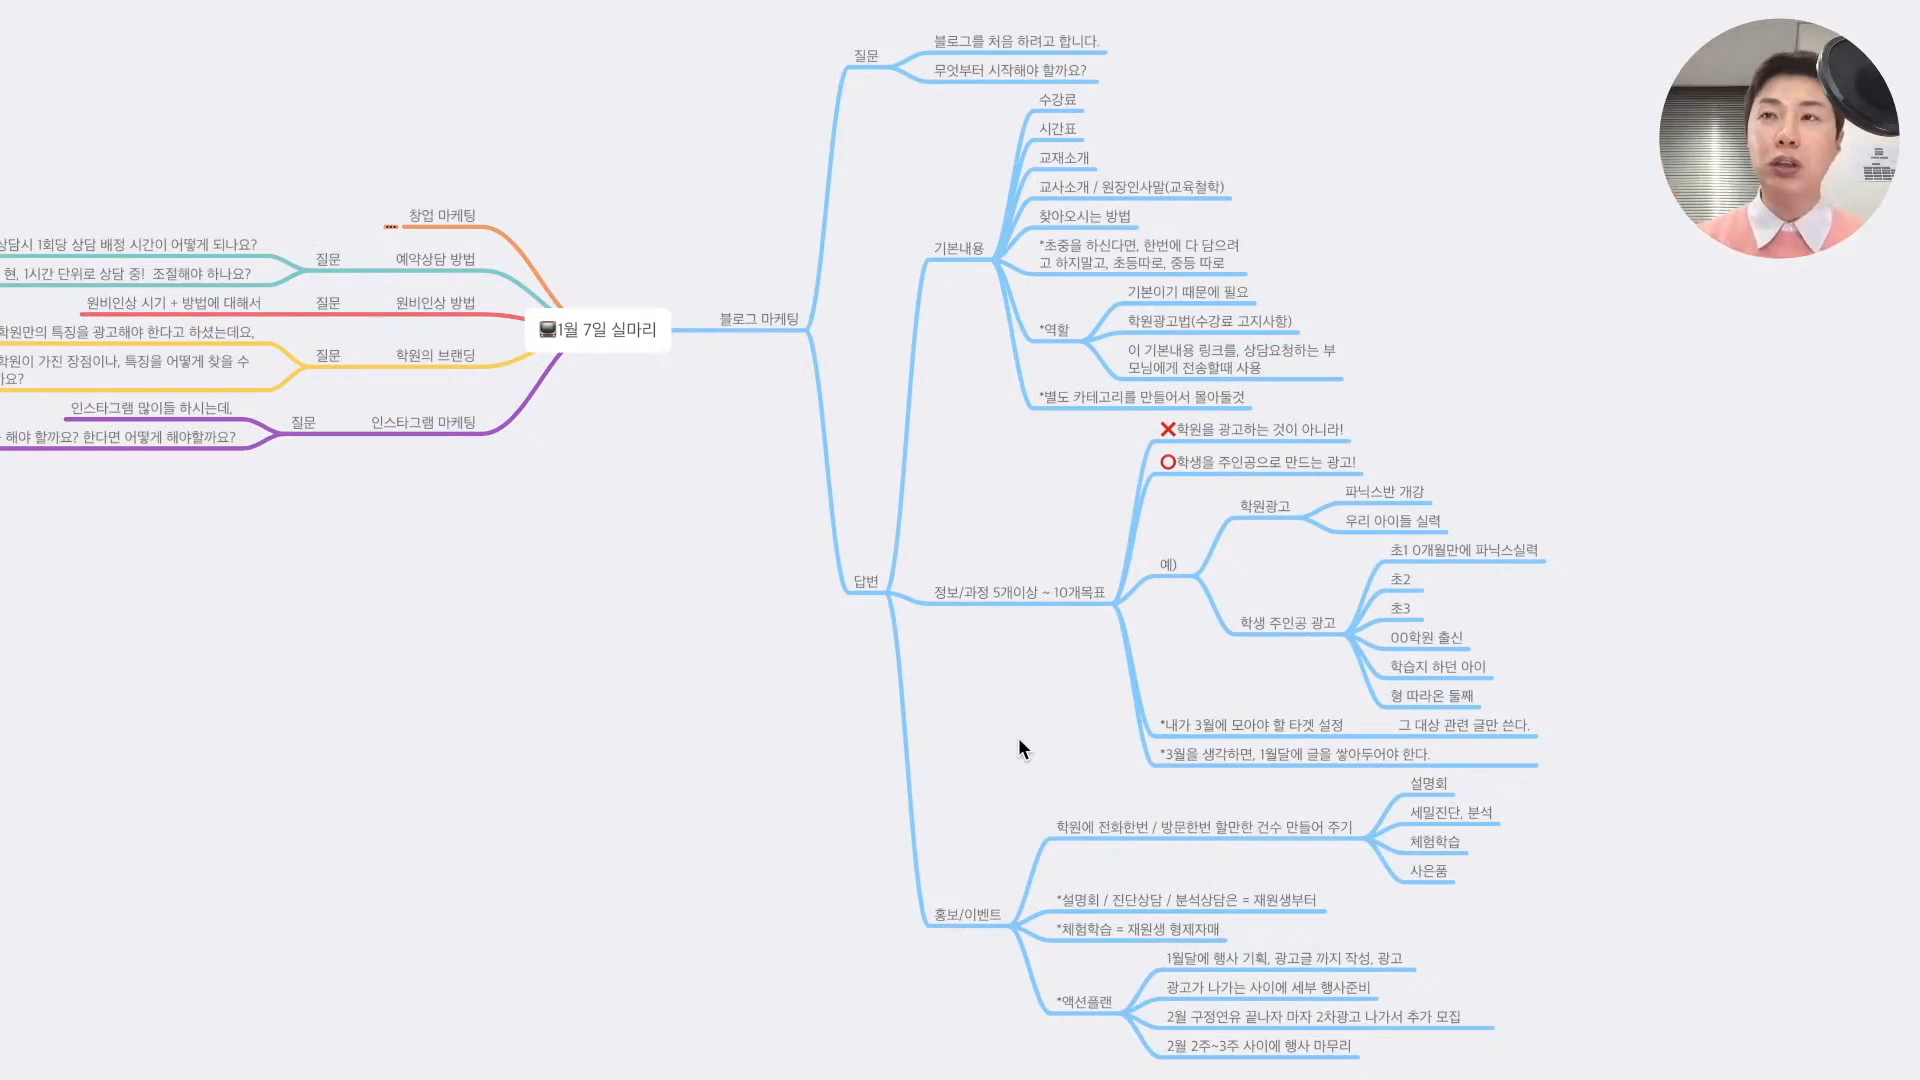 창업 마케팅
상담시 1회당 상담 배정 시간이 어떻게 되나요?
현, 1시간 단위로 상담 중! 조절해야 하나요?
질문
예약상담 방법
원비인상 시기 + 방법에 대해서
질문
원비인상 방법
학원만의 특징을 광고해야 한다고 하셨는데요,
학원이 가진 장점이나, 특징을 어떻게 찾을 수
까요?
질문
학원의 브랜딩
인스타그램 많이들 하시는데,
해야 할까요? 한다면 어떻게 해야할까요?
질문
인스타그램 마케팅
1월 7일 실마리
블로그 마케팅
질문
블로그를 처음 하려고 합니다.
무엇부터 시작해야 할까요?
답변
기본내용
수강료
시간표
교재소개
교사소개 / 원장인사말(교육철학)
찾아오시는 방법
*초중을 하신다면, 한번에 다 담으려
고 하지말고, 초등따로, 중등 따로
*역할
기본이기 때문에 필요
학원광고법(수강료 고지사항)
이 기본내용 링크를, 상담요청하는 부
모님에게 전송할때 사용
*별도 카테고리를 만들어서 몰아둘것
정보/과정 5개이상 ~ 10개목표
❌학원을 광고하는 것이 아니라!
⭕학생을 주인공으로 만드는 광고!
예)
학원광고
파닉스반 개강
우리 아이들 실력
학생 주인공 광고
초1 0개월만에 파닉스실력
초2
초3
00학원 출신
학습지 하던 아이
형 따라온 둘째
*내가 3월에 모아야 할 타겟 설정
그 대상 관련 글만 쓴다.
*3월을 생각하면, 1월달에 글을 쌓아두어야 한다.
홍보/이벤트
학원에 전화한번 / 방문한번 할만한 건수 만들어 주기
설명회
세밀진단, 분석
체험학습
사은품
*설명회 / 진단상담 / 분석상담은 = 재원생부터
*체험학습 = 재원생 형제자매
*액션플랜
1월달에 행사 기획, 광고글 까지 작성, 광고
광고가 나가는 사이에 세부 행사준비
2월 구정연유 끝나자 마자 2차광고 나가서 추가 모집
2월 2주~3주 사이에 행사 마무리